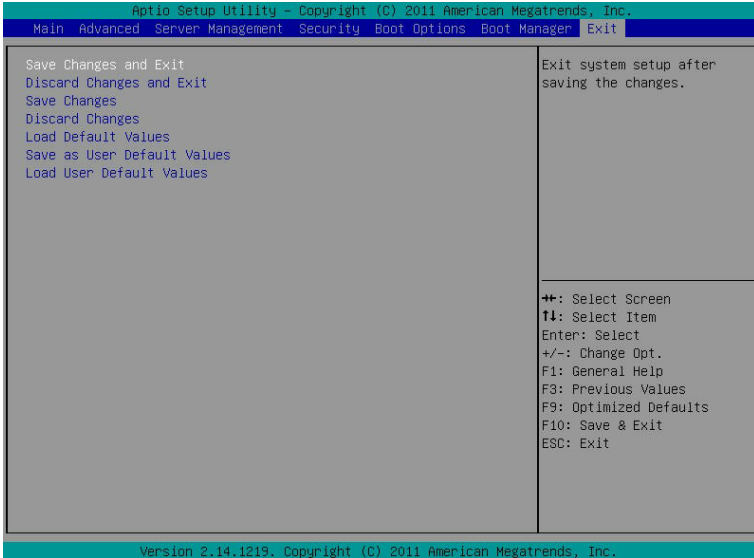 Aptio Setup Utility – Copyright (C) 2011 American Megatrends, Inc.
Main Advanced Server Management Security Boot Options Boot Manager Exit
Save Changes and Exit
Discard Changes and Exit
Save Changes
Discard Changes
Load Default Values
Save as User Default Values
Load User Default Values
Exit system setup after
saving the changes.
→←: Select Screen
↑↓: Select Item
Enter: Select
+/-: Change Opt.
F1: General Help
F3: Previous Values
F9: Optimized Defaults
F10: Save & Exit
ESC: Exit
Version 2.14.1219. Copyright (C) 2011 American Megatrends, Inc.